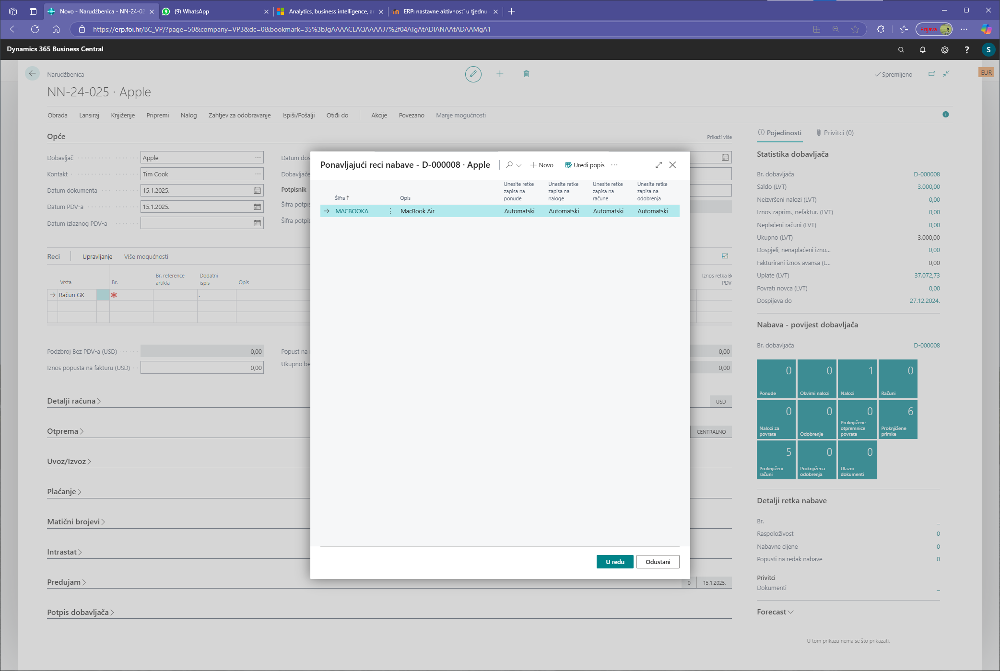 Novo - Narudžbenica - NN-24-02
(9) WhatsApp
Analytics, business intelligence, a
ERP: nastavne aktivnosti u tjednu
https://erp.foi.hr/BC_VP/?page=50&company=VP3&dc=0&bookmark=35%3bJgAAAACLAQAAAAJ7%2f04ATgAtADIANAAtADAAMgA1
Prijava
Dynamics 365 Business Central
S
Narudžbenica
Spremljeno
EUR
NN-24-025 · Apple
Obrada
Lansiraj
Knjiženje
Pripremi
Nalog
Zahtjev za odobravanje
Ispiši/Pošalji
Otiđi do
Akcije
Povezano
Manje mogućnosti
Opće
Prikaži više
Dobavljač
Apple
Kontakt
Tim Cook
Datum dokumenta
15.1.2025.
Datum PDV-a
15.1.2025.
Datum izlaznog PDV-a
Datum dos
Dobavljače
Potpisnik
Šifra potpis
Šifra potpis
Reci
Upravljanje
Više mogućnosti
Vrsta
Br.
Br. reference artikla
Dodatni ispis
Opis
Iznos retka Be
PDV
Račun GK
.
Podzbroj Bez PDV-a (USD)
0,00
Iznos popusta na fakturu (USD)
0,00
Popust na r
0,00
Ukupno be
0,00
Detalji računa
USD
Otprema
CENTRALNO
Uvoz/Izvoz
Plaćanje
Matični brojevi
Intrastat
Predujam
0
15.1.2025.
Potpis dobavljača
Ponavljajući reci nabave - D-000008 · Apple
Novo
Uredi popis
Šifra ↑
Opis
Unesite retke zapisa na ponude
Unesite retke zapisa na naloge
Unesite retke zapisa na račune
Unesite retke zapisa na odobrenja
MACBOOKA
MacBook Air
Automatski
Automatski
Automatski
Automatski
U redu
Odustani
Pojedinosti
Privitci (0)
Statistika dobavljača
Br. dobavljača
D-000008
Saldo (LVT)
3.000,00
Neizvršeni nalozi (LVT)
0,00
Iznos zaprim., nefaktur. (LVT)
0,00
Neplaćeni računi (LVT)
0,00
Ukupno (LVT)
3.000,00
Dospjeli, nenaplaćeni izno...
0,00
Fakturirani iznos avansa (L...
0,00
Uplate (LVT)
37.072,73
Povrati novca (LVT)
0,00
Dospijeva do
27.12.2024.
Nabava - povijest dobavljača
Br. dobavljača
D-000008
0
Ponude
0
Okvirni nalozi
1
Nalozi
0
Računi
0
Nalozi za povrate
0
Odobrenje
0
Proknjižene otpremnice povrata
6
Proknjižene primke
5
Proknjiženi računi
0
Proknjižena odobrenja
0
Ulazni dokumenti
Detalji retka nabave
Br.
_
Raspoloživost
0
Nabavne cijene
0
Popusti na redak nabave
0
Privitci
Dokumenti
_
Forecast
U tom prikazu nema se što prikazati.